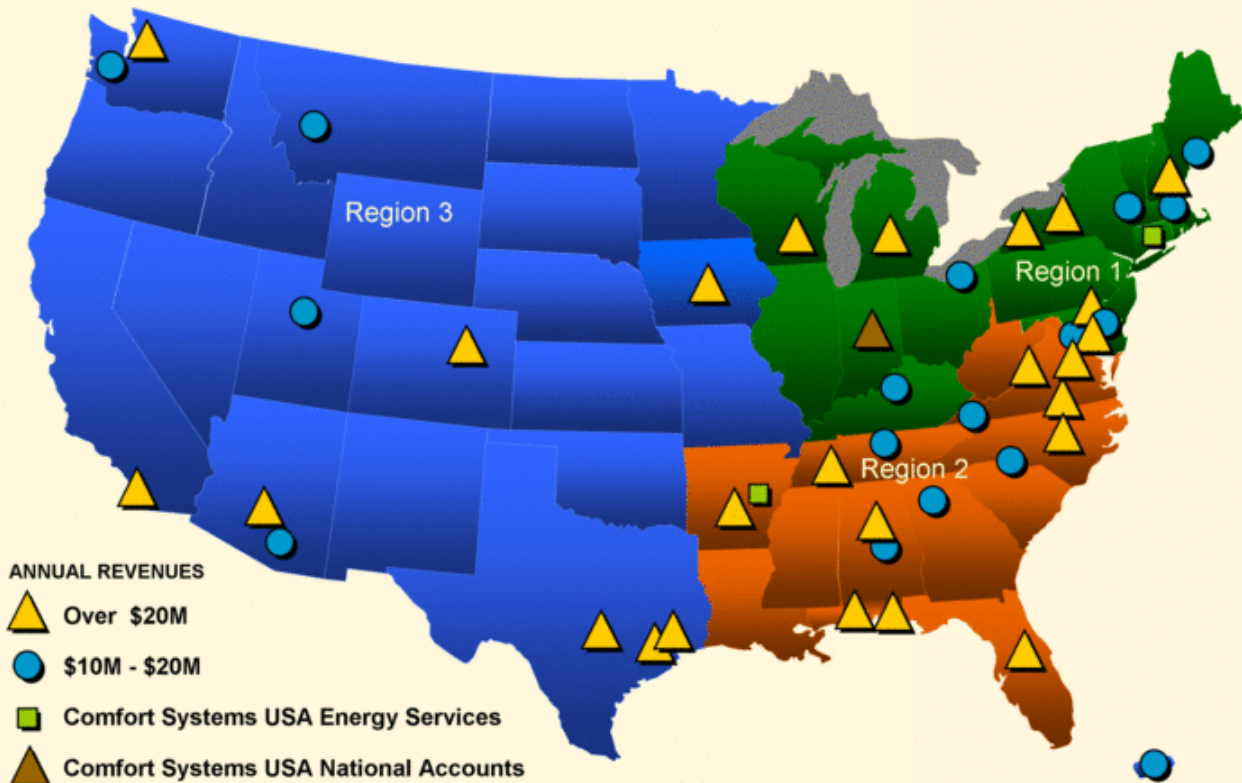 Region 3
Region 1
Region 2
ANNUAL REVENUES
Over $20M
$10M - $20M
Comfort Systems USA Energy Services
Comfort Systems USA National Accounts